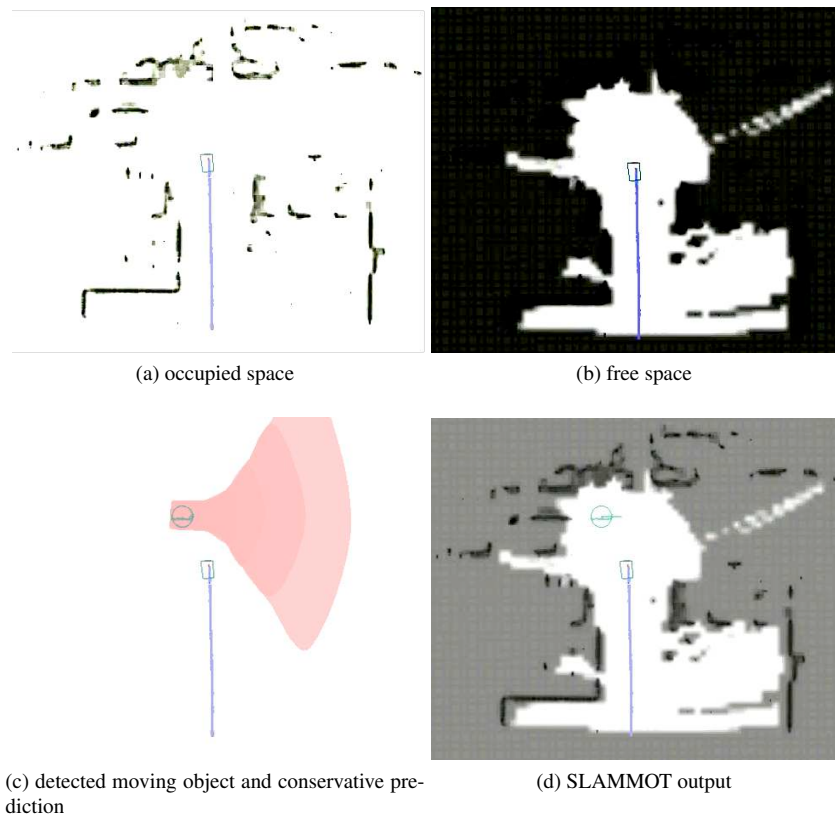 (a) occupied space
(b) free space
(c) detected moving object and conservative pre-
diction
(d) SLAMMOT output